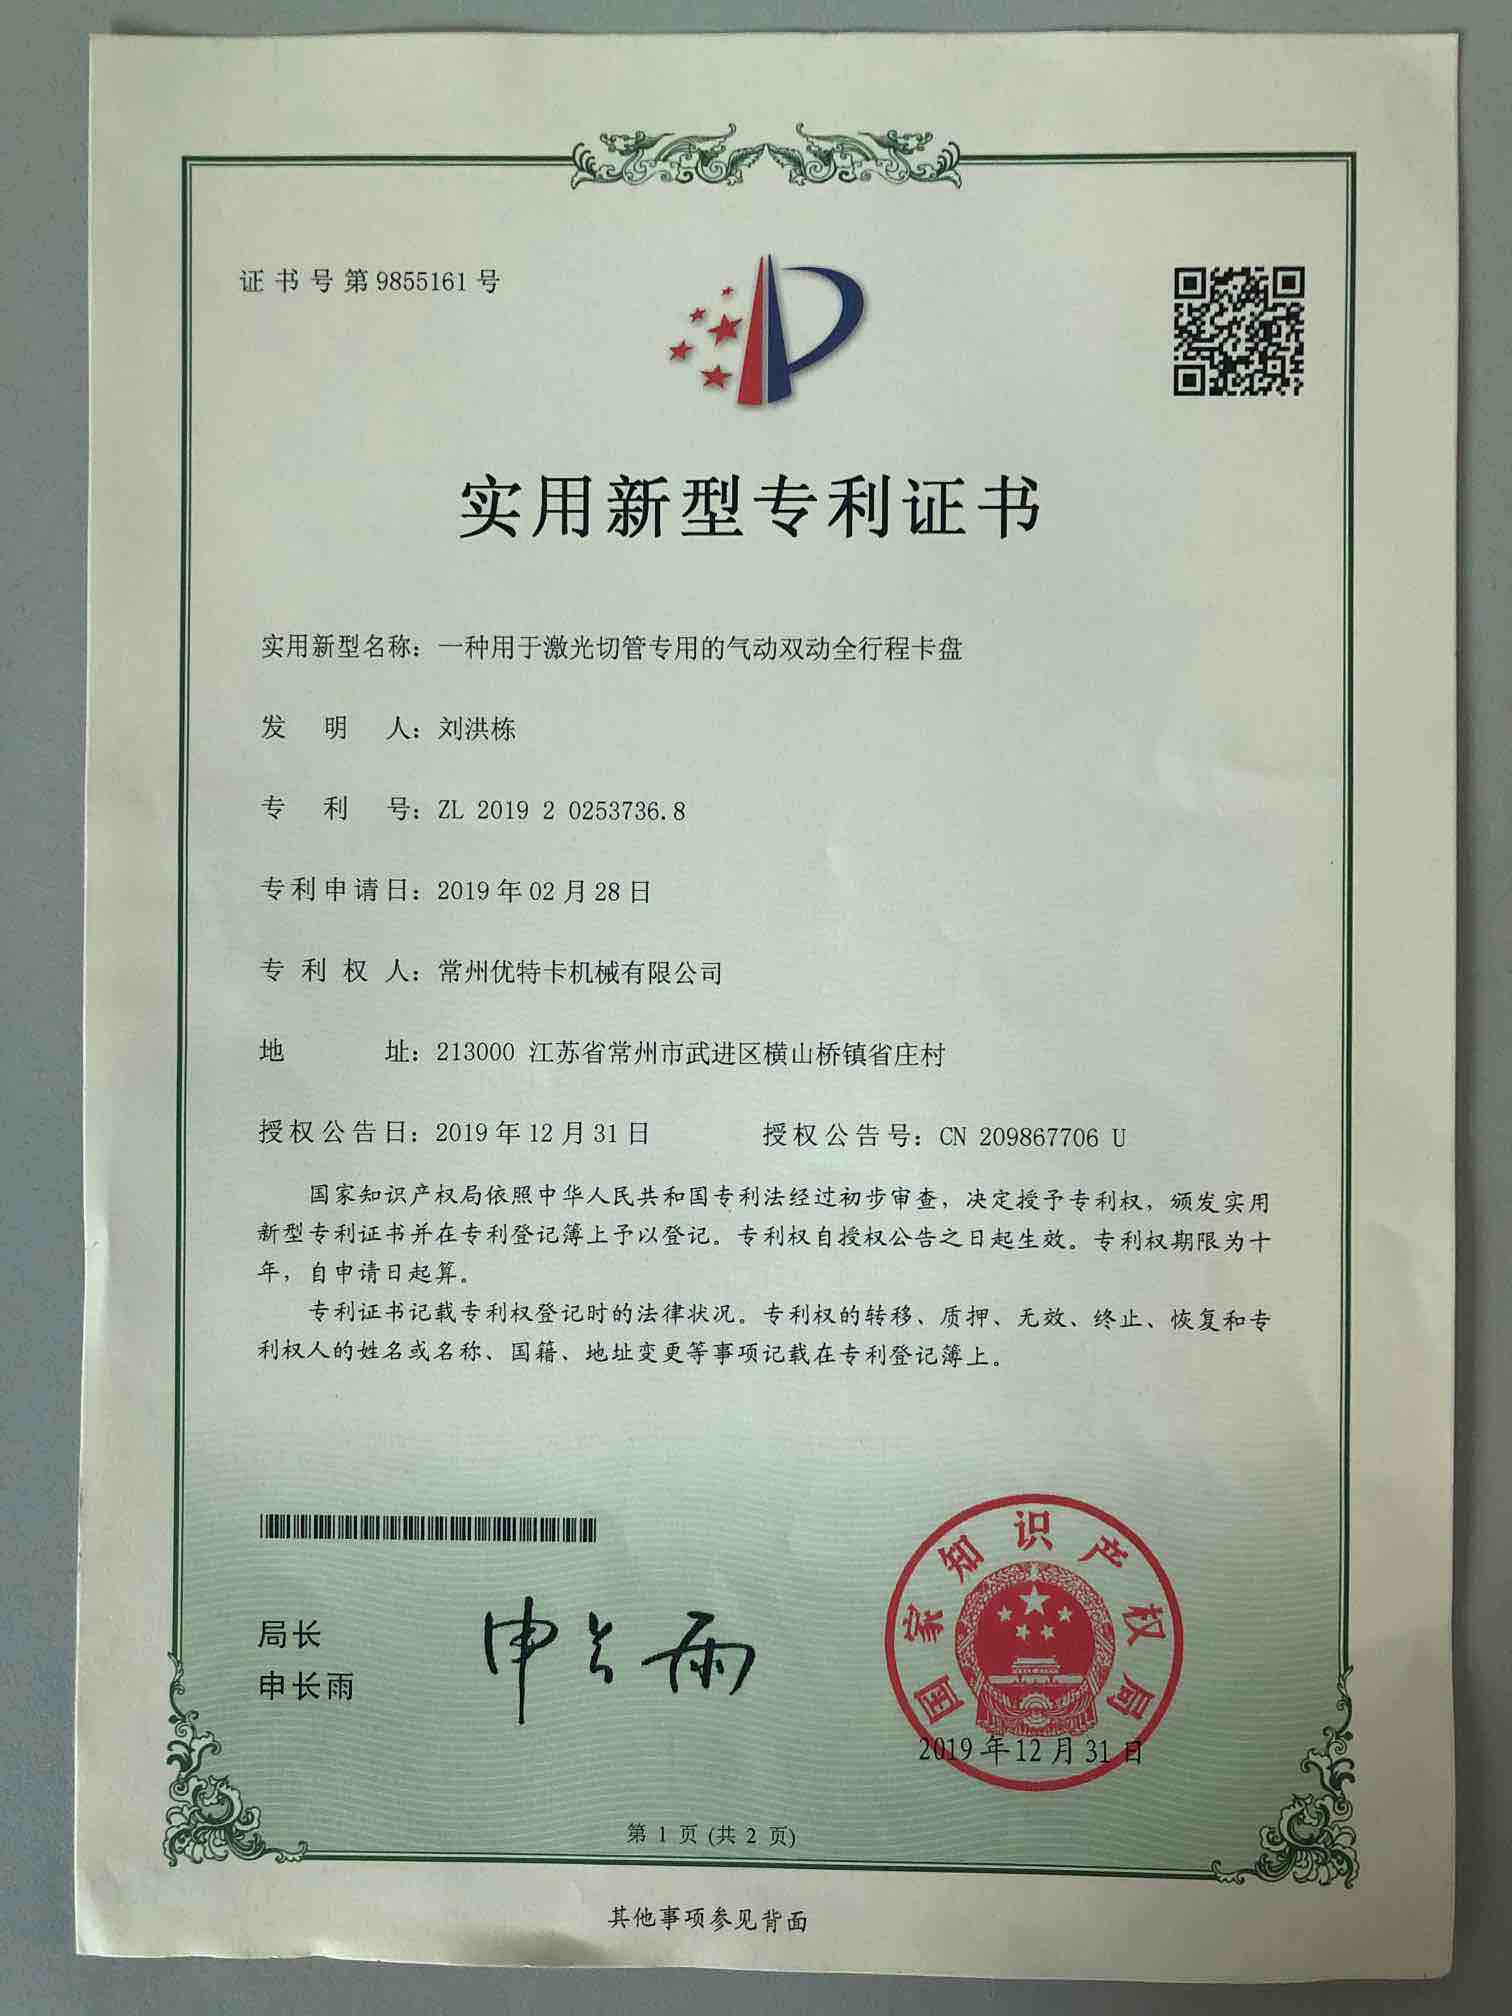 证书号第9855161号
实用新型专利证书
实用新型名称：一种用于激光切管专用的气动双动全行程卡盘
发明人：刘洪栋
专利号：ZL 2019 2 0253736.8
专利申请日：2019年02月28日
专利权人：常州优特卡机械有限公司
地址：213000 江苏省常州市武进区横山桥镇省庄村
授权公告日：2019年12月31日 授权公告号：CN 209867706 U
国家知识产权局依照中华人民共和国专利法经过初步审查，决定授予专利权，颁发实用
新型专利证书并在专利登记簿上予以登记。专利权自授权公告之日起生效。专利权期限为十
年，自申请日起算。
专利证书记载专利权登记时的法律状况。专利权的转移、质押、无效、终止、恢复和专
利权人的姓名或名称、国籍、地址变更等事项记载在专利登记簿上。
局长
申长雨
申长雨
国家知识产权局
2019年12月31日
第 1 页 (共 2 页)
其他事项参见背面